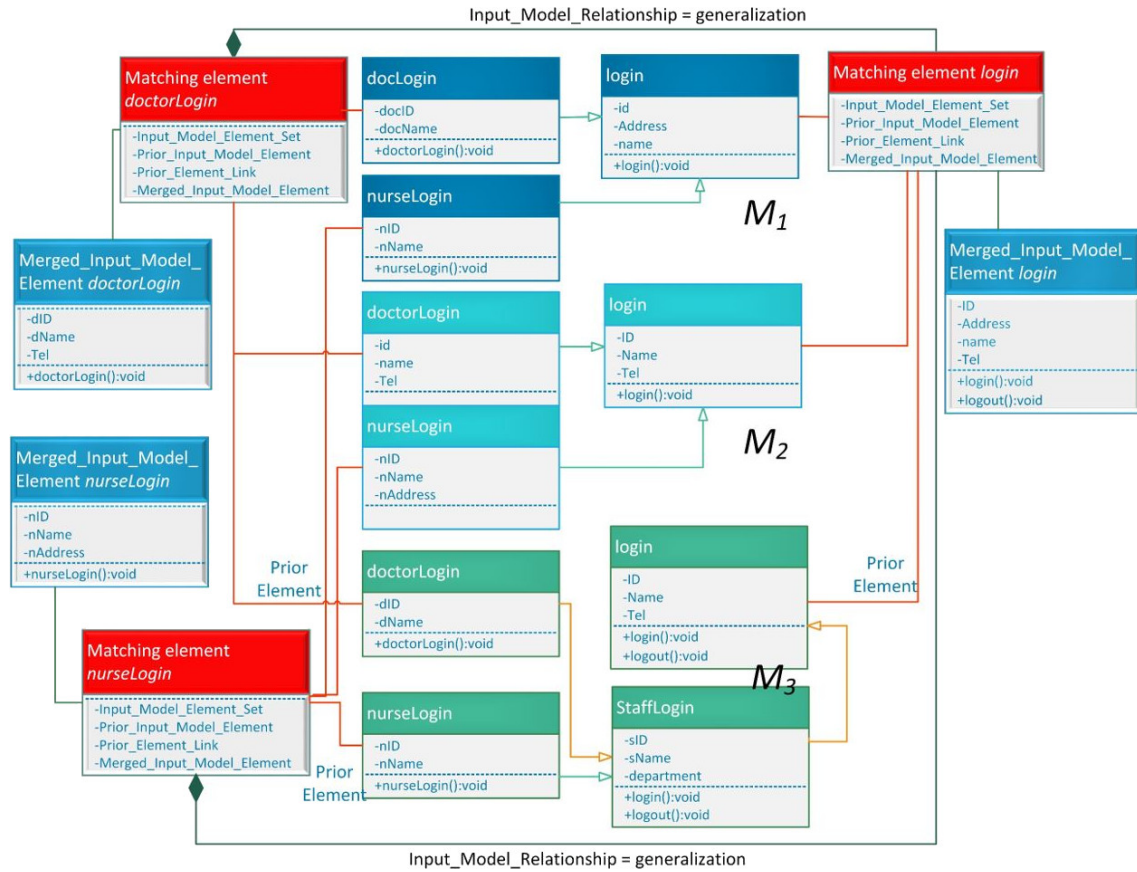 Input_Model_Relationship = generalization
Matching element
doctorLogin
-Input_Model_Element_Set
-Prior_Input_Model_Element
-Prior_Element_Link
-Merged_Input_Model_Element
docLogin
-docID
-docName
+doctorLogin():void
login
-id
-Address
-name
+login():void
Matching element login
-Input_Model_Element_Set
-Prior_Input_Model_Element
-Prior_Element_Link
-Merged_Input_Model_Element
nurseLogin
-nID
-nName
+nurseLogin():void
M1
Merged_Input_Model_
Element doctorLogin
-dID
-dName
-Tel
+doctorLogin():void
Merged_Input_Model_
Element login
-ID
-Address
-name
-Tel
+login():void
+logout():void
doctorLogin
-id
-name
-Tel
login
-ID
-Name
-Tel
+login():void
nurseLogin
-nID
-nName
-nAddress
M2
Merged_Input_Model_
Element nurseLogin
-nID
-nName
-nAddress
+nurseLogin():void
Prior
Element
doctorLogin
-dID
-dName
+doctorLogin():void
login
-ID
-Name
-Tel
+login():void
+logout():void
Prior
Element
M3
Matching element
nurseLogin
-Input_Model_Element_Set
-Prior_Input_Model_Element
-Prior_Element_Link
-Merged_Input_Model_Element
Prior
Element
nurseLogin
-nID
-nName
+nurseLogin():void
StaffLogin
-sID
-sName
-department
+login():void
+logout():void
Input_Model_Relationship = generalization